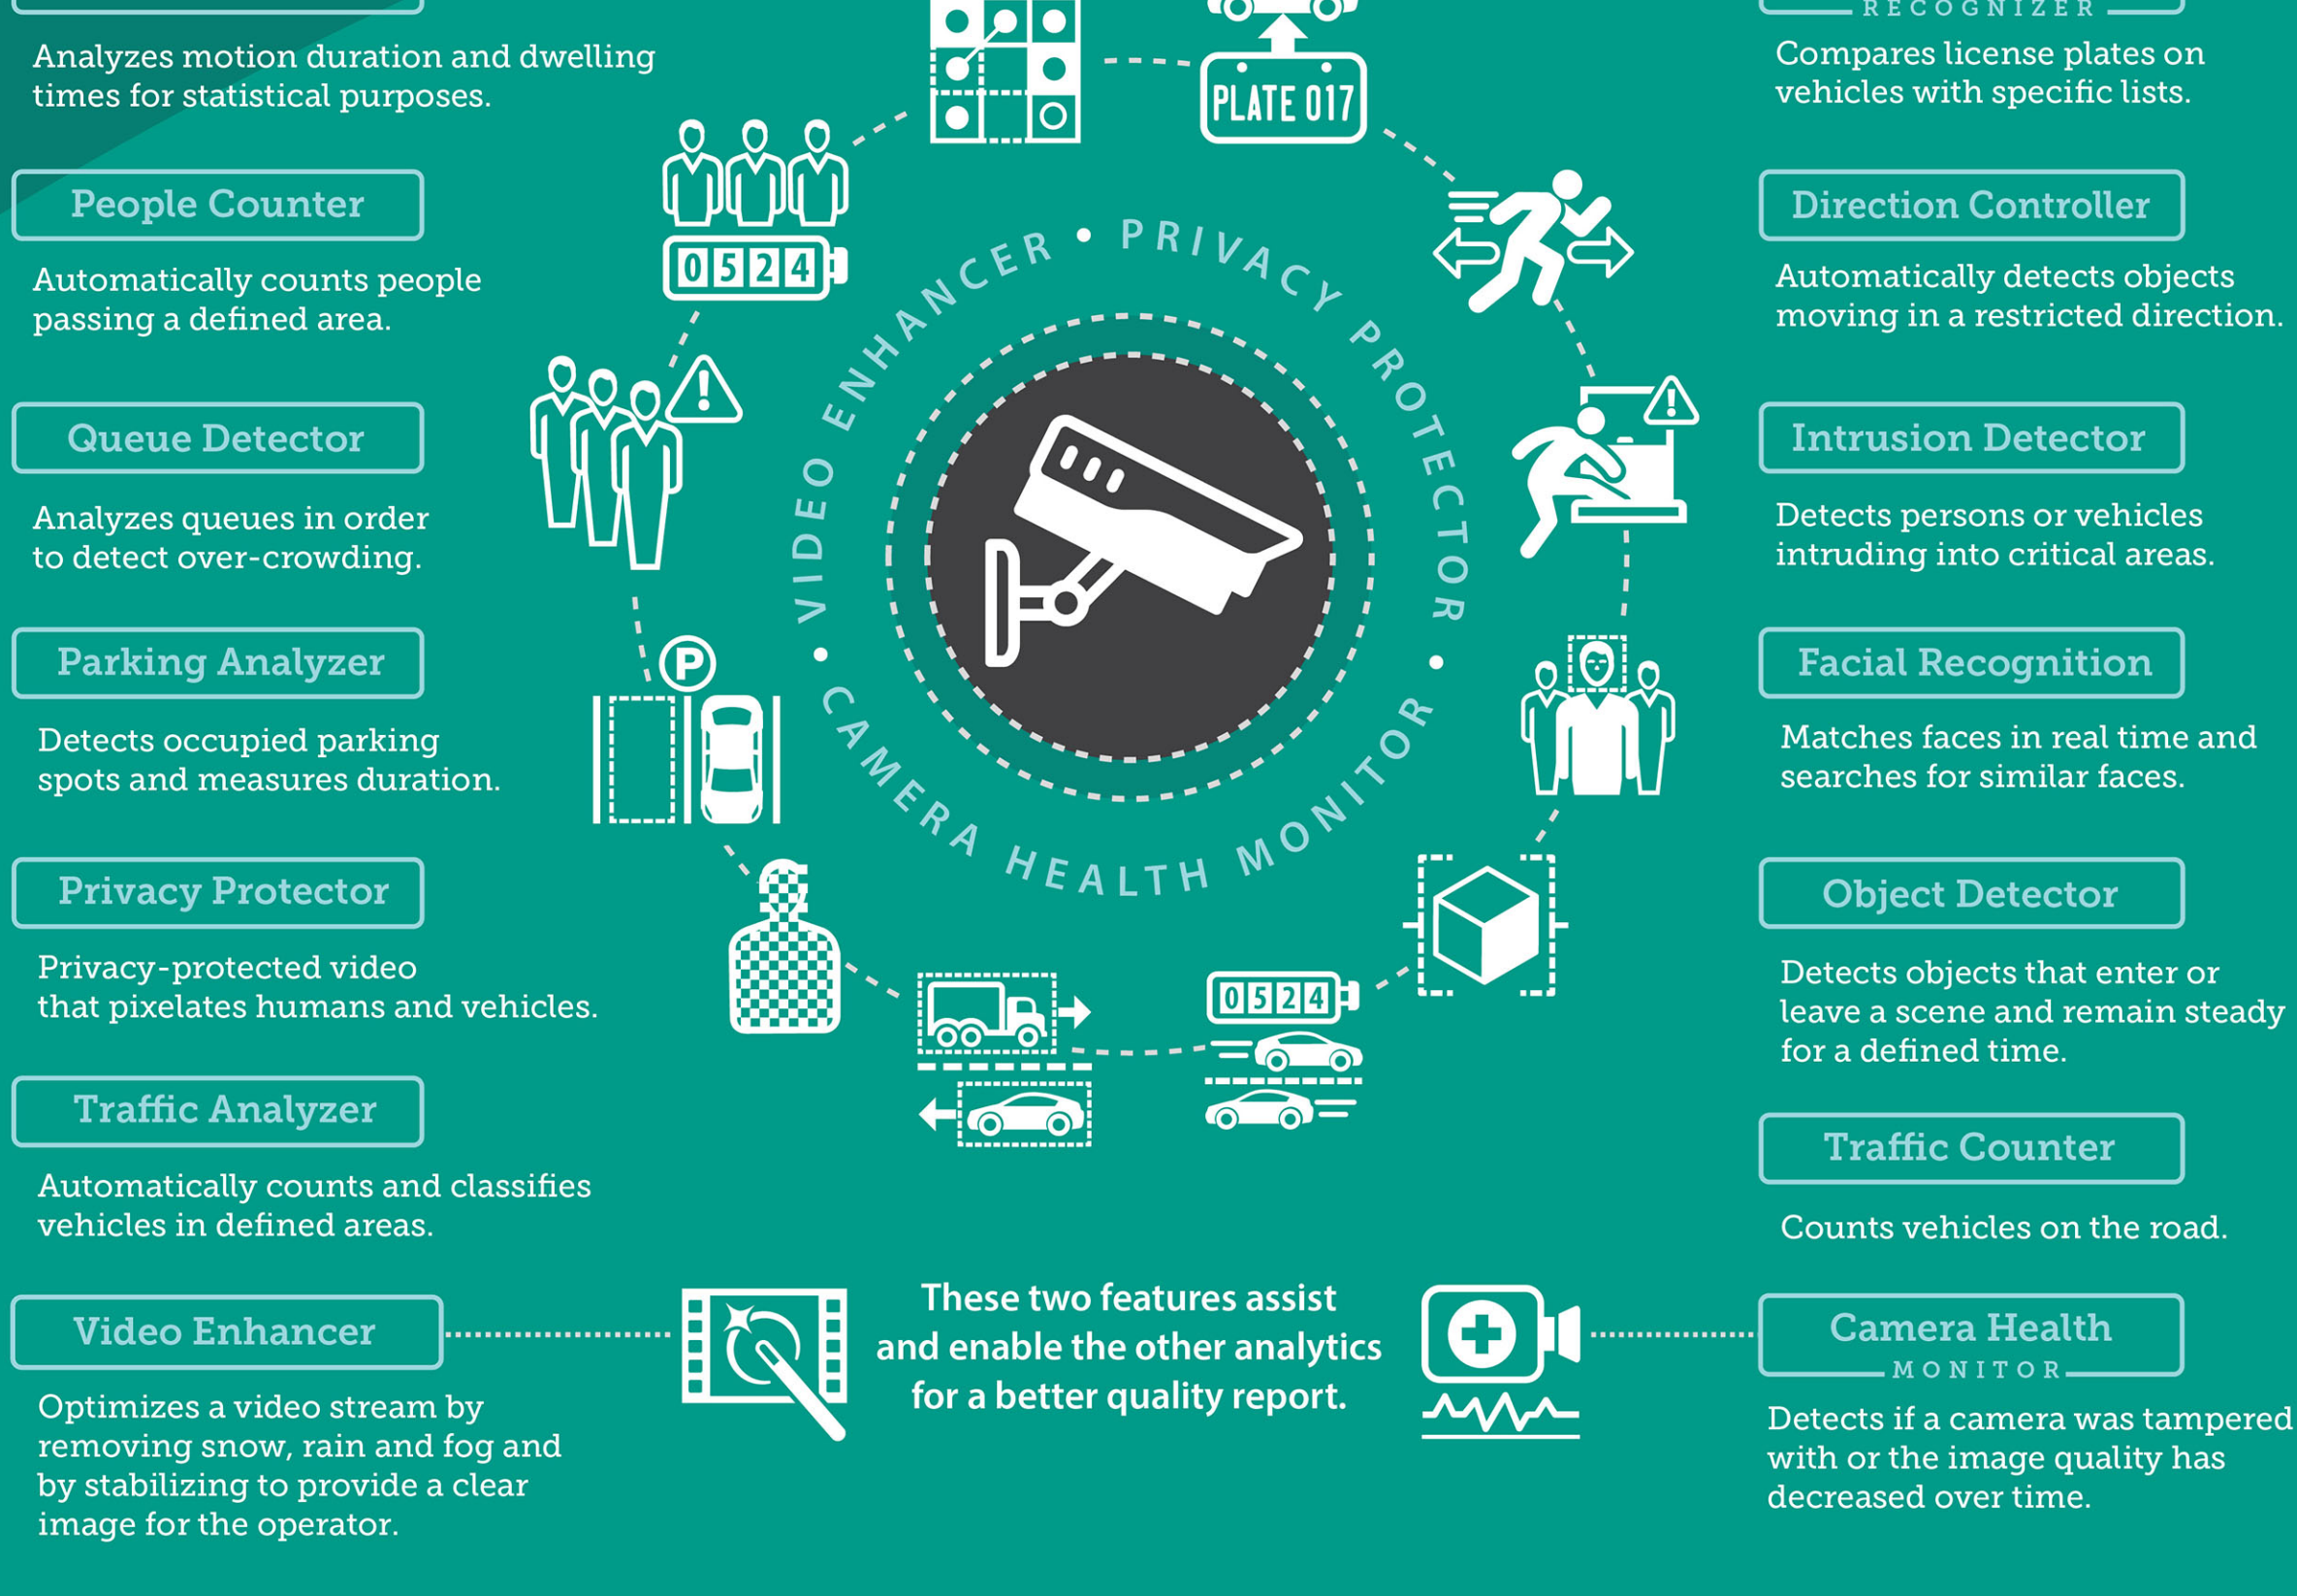 Analyzes motion duration and dwelling
times for statistical purposes.
People Counter
Automatically counts people
passing a defined area.
Queue Detector
Analyzes queues in order
to detect over-crowding.
Parking Analyzer
Detects occupied parking
spots and measures duration.
Privacy Protector
Privacy-protected video
that pixelates humans and vehicles.
Traffic Analyzer
Automatically counts and classifies
vehicles in defined areas.
Video Enhancer
Optimizes a video stream by
removing snow, rain and fog and
by stabilizing to provide a clear
image for the operator.
PLATE 017
0524
!
P
VIDEO ENHANCER • PRIVACY PROTECTOR • CAMERA HEALTH MONITOR •
!
0524
These two features assist
and enable the other analytics
for a better quality report.
RECOGNIZER
Compares license plates on
vehicles with specific lists.
Direction Controller
Automatically detects objects
moving in a restricted direction.
Intrusion Detector
Detects persons or vehicles
intruding into critical areas.
Facial Recognition
Matches faces in real time and
searches for similar faces.
Object Detector
Detects objects that enter or
leave a scene and remain steady
for a defined time.
Traffic Counter
Counts vehicles on the road.
Camera Health
MONITOR
Detects if a camera was tampered
with or the image quality has
decreased over time.